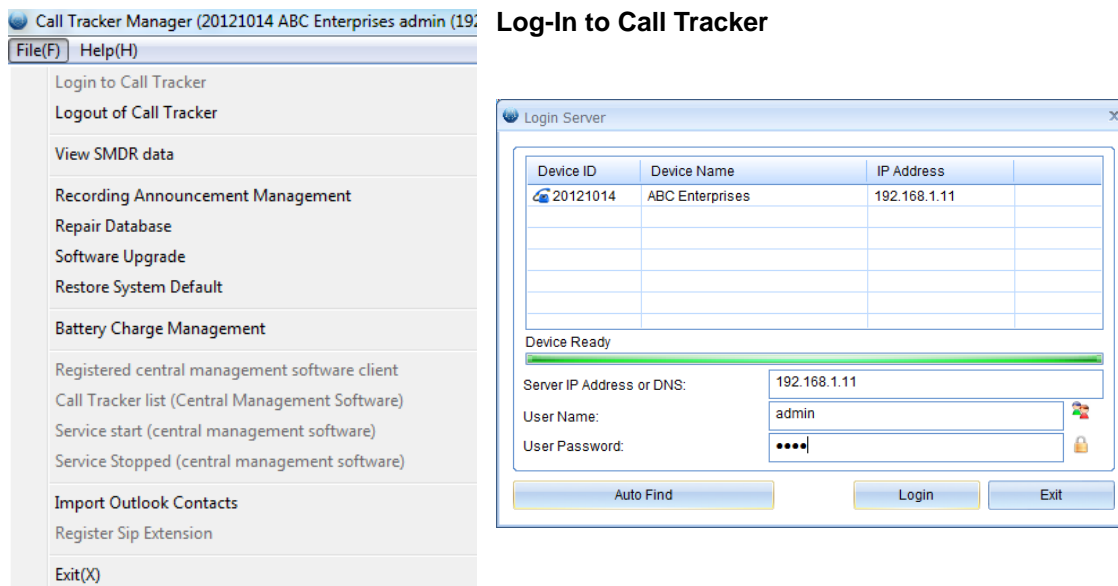 Call Tracker Manager (20121014 ABC Enterprises admin (192
File(F) Help(H)
Login to Call Tracker
Logout of Call Tracker
View SMDR data
Recording Announcement Management
Repair Database
Software Upgrade
Restore System Default
Battery Charge Management
Registered central management software client
Call Tracker list (Central Management Software)
Service start (central management software)
Service Stopped (central management software)
Import Outlook Contacts
Register Sip Extension
Exit(X)
Log-In to Call Tracker
Login Server
Device ID Device Name IP Address
20121014 ABC Enterprises 192.168.1.11
Device Ready
Server IP Address or DNS: 192.168.1.11
User Name: admin
User Password: ●●●●
Auto Find Login Exit